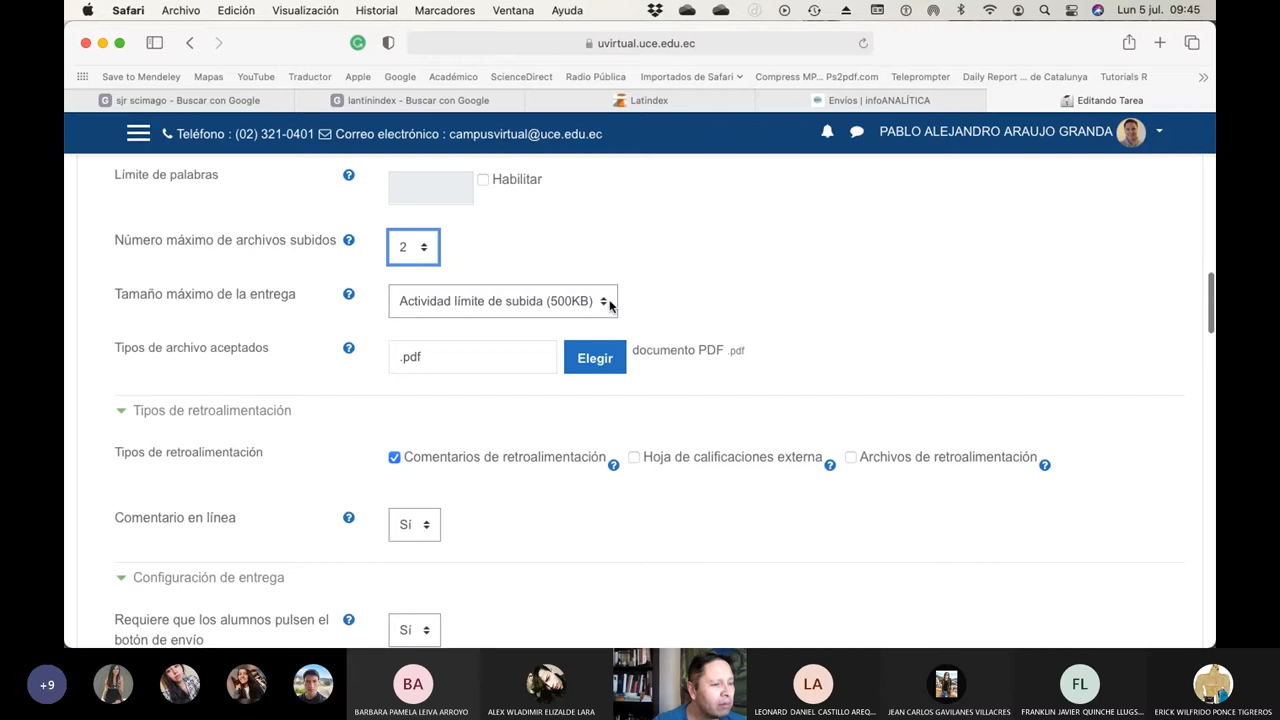 Safari Archivo Edición Visualización Historial Marcadores Ventana Ayuda Lun 5 jul. 09:45
uvirtual.uce.edu.ec
Save to Mendeley Mapas YouTube Traductor Apple Google Académico ScienceDirect Radio Pública Importados de Safari Compress MP... Ps2pdf.com Teleprompter Daily Report ... de Catalunya Tutorials R
sjr scimago - Buscar con Google lantinindex - Buscar con Google Latindex Envíos | infoANALÍTICA Editando Tarea
Teléfono : (02) 321-0401 Correo electrónico : campusvirtual@uce.edu.ec PABLO ALEJANDRO ARAUJO GRANDA
Límite de palabras Habilitar
Número máximo de archivos subidos 2
Tamaño máximo de la entrega Actividad límite de subida (500KB)
Tipos de archivo aceptados .pdf Elegir documento PDF .pdf
Tipos de retroalimentación
Tipos de retroalimentación Comentarios de retroalimentación Hoja de calificaciones externa Archivos de retroalimentación
Comentario en línea Sí
Configuración de entrega
Requiere que los alumnos pulsen el Sí
botón de envío
+9 BA LA FL
BARBARA PAMELA LEIVA ARROYO ALEX WLADIMIR ELIZALDE LARA LEONARD DANIEL CASTILLO AREQ... JEAN CARLOS GAVILANES VILLACRES FRANKLIN JAVIER QUINCHE LLUGS... ERICK WILFRIDO PONCE TIGREROS